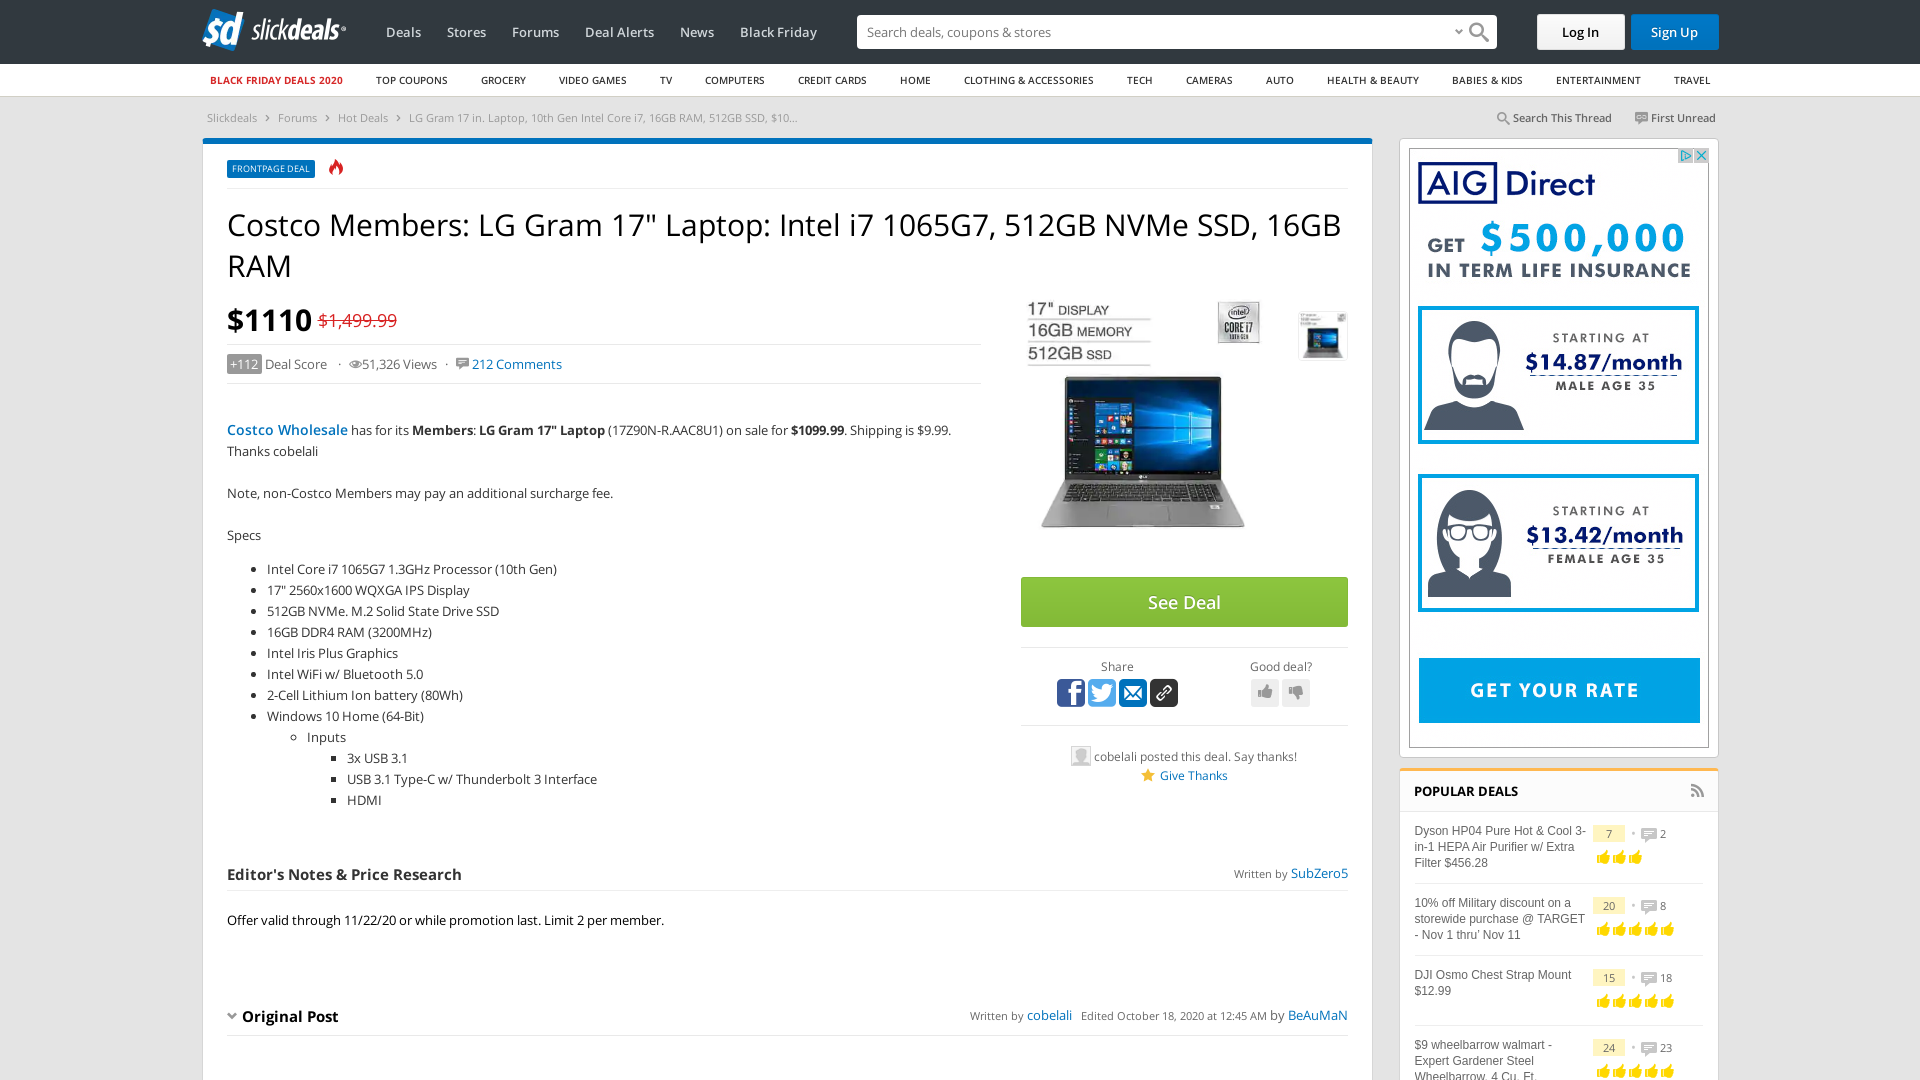 slickdeals
Deals Stores Forums Deal Alerts News Black Friday
Search deals, coupons & stores
Log In
Sign Up
BLACK FRIDAY DEALS 2020 TOP COUPONS GROCERY VIDEO GAMES TV COMPUTERS CREDIT CARDS HOME CLOTHING & ACCESSORIES TECH CAMERAS AUTO HEALTH & BEAUTY BABIES & KIDS ENTERTAINMENT TRAVEL
Slickdeals › Forums › Hot Deals › LG Gram 17 in. Laptop, 10th Gen Intel Core i7, 16GB RAM, 512GB SSD, $10...
Search This Thread First Unread
FRONTPAGE DEAL
Costco Members: LG Gram 17" Laptop: Intel i7 1065G7, 512GB NVMe SSD, 16GB
RAM
$1110 $1,499.99
+112 Deal Score · 51,326 Views · 212 Comments
Costco Wholesale has for its Members: LG Gram 17" Laptop (17Z90N-R.AAC8U1) on sale for $1099.99. Shipping is $9.99.
Thanks cobelali
Note, non-Costco Members may pay an additional surcharge fee.
Specs
Intel Core i7 1065G7 1.3GHz Processor (10th Gen)
17" 2560x1600 WQXGA IPS Display
512GB NVMe. M.2 Solid State Drive SSD
16GB DDR4 RAM (3200MHz)
Intel Iris Plus Graphics
Intel WiFi w/ Bluetooth 5.0
2-Cell Lithium Ion battery (80Wh)
Windows 10 Home (64-Bit)
Inputs
3x USB 3.1
USB 3.1 Type-C w/ Thunderbolt 3 Interface
HDMI
17" DISPLAY
16GB MEMORY
512GB SSD
intel
CORE i7
10TH GEN
See Deal
Share
Good deal?
cobelali posted this deal. Say thanks!
Give Thanks
Editor's Notes & Price Research
Written by SubZero5
Offer valid through 11/22/20 or while promotion last. Limit 2 per member.
Original Post
Written by cobelali Edited October 18, 2020 at 12:45 AM by BeAuMaN
AIG Direct
GET $500,000
IN TERM LIFE INSURANCE
STARTING AT
$14.87/month
MALE AGE 35
STARTING AT
$13.42/month
FEMALE AGE 35
GET YOUR RATE
POPULAR DEALS
Dyson HP04 Pure Hot & Cool 3-
in-1 HEPA Air Purifier w/ Extra
Filter $456.28
7 • 2
10% off Military discount on a
storewide purchase @ TARGET
- Nov 1 thru' Nov 11
20 • 8
DJI Osmo Chest Strap Mount
$12.99
15 • 18
$9 wheelbarrow walmart -
Expert Gardener Steel
Wheelbarrow, 4 Cu. Ft.
24 • 23